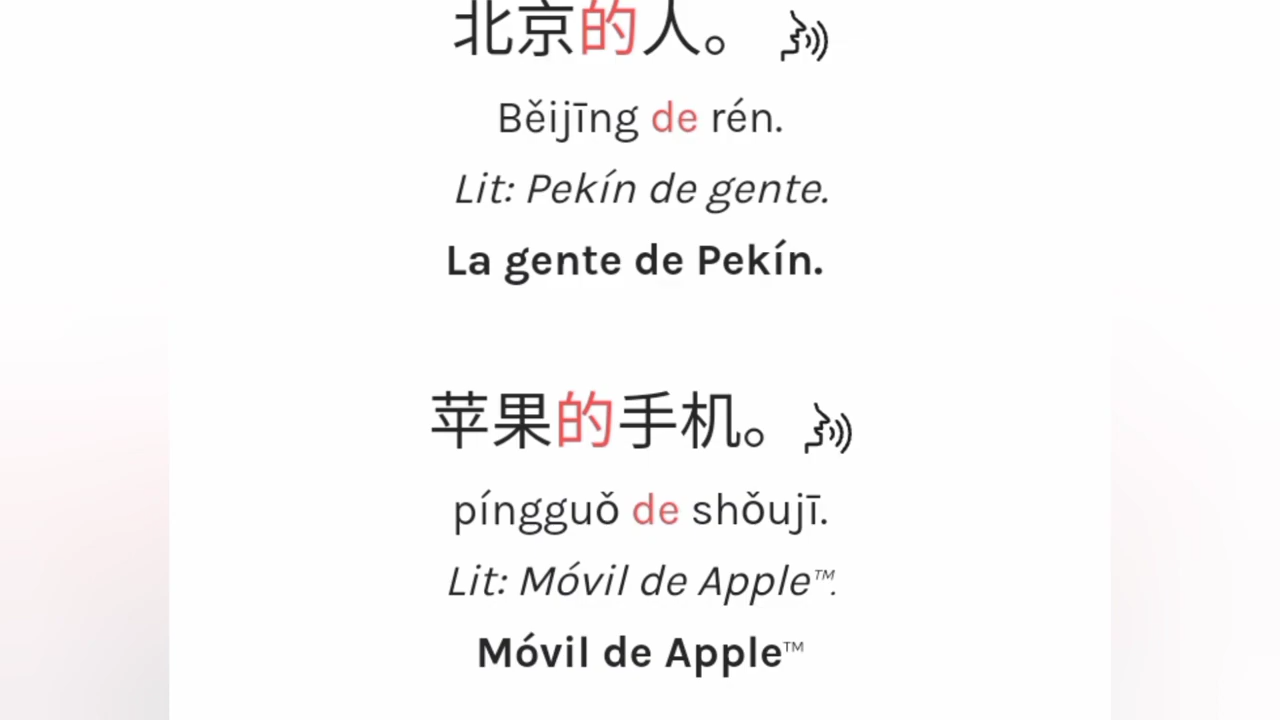 北京的人。
Běijīng de rén.
Lit: Pekín de gente.
La gente de Pekín.
苹果的手机。
píngguǒ de shǒujī.
Lit: Móvil de Apple™.
Móvil de Apple™